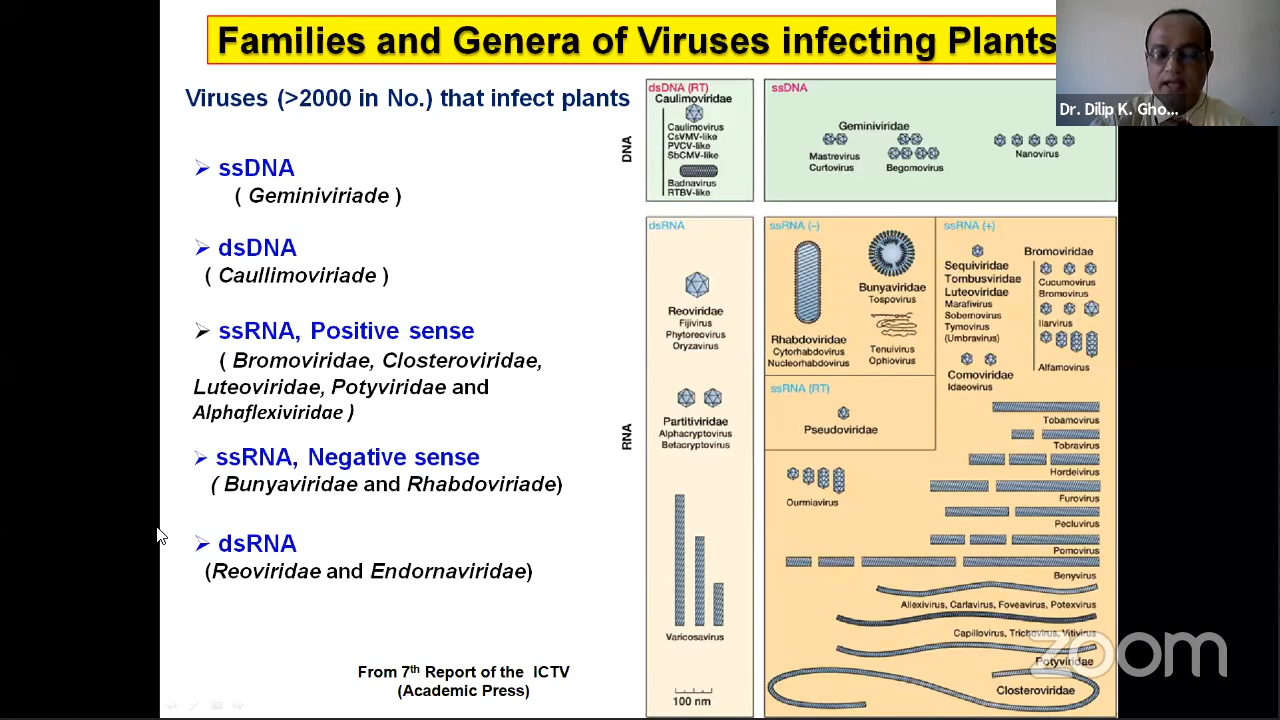 Families and Genera of Viruses infecting Plants
Dr. Dilip K. Gho...
Viruses (>2000 in No.) that infect plants
➢ ssDNA
( Geminiviriade )
➢ dsDNA
( Caullimoviriade )
➢ ssRNA, Positive sense
( Bromoviridae, Closteroviridae,
Luteoviridae, Potyviridae and
Alphaflexiviridae )
➢ ssRNA, Negative sense
( Bunyaviridae and Rhabdoviriade)
➢ dsRNA
(Reoviridae and Endornaviridae)
From 7th Report of the ICTV
(Academic Press)
DNA
dsDNA (RT)
Caulimoviridae
Caulimovirus
CsVMV-like
PVCV-like
SbCMV-like
Badnavirus
RTBV-like
ssDNA
Geminiviridae
Mastrevirus
Curtovirus
Begomovirus
Nanovirus
RNA
dsRNA
Reoviridae
Fijivirus
Phytoreovirus
Oryzavirus
Partitiviridae
Alphacryptovirus
Betacryptovirus
Varicosavirus
100 nm
ssRNA (-)
Rhabdoviridae
Cytorhabdovirus
Nucleorhabdovirus
Bunyaviridae
Tospovirus
Tenuivirus
Ophiovirus
ssRNA (RT)
Pseudoviridae
Ourmiavirus
ssRNA (+)
Sequiviridae
Tombusviridae
Luteoviridae
Marafivirus
Sobemovirus
Tymovirus
(Umbravirus)
Comoviridae
Idaeovirus
Bromoviridae
Cucumovirus
Bromovirus
Ilarvirus
Alfamovirus
Tobamovirus
Tobravirus
Hordeivirus
Furovirus
Pecluvirus
Pomovirus
Benyvirus
Allexivirus, Carlavirus, Foveavirus, Potexvirus
Capillovirus, Trichovirus, Vitivirus
Potyviridae
Closteroviridae
zoom